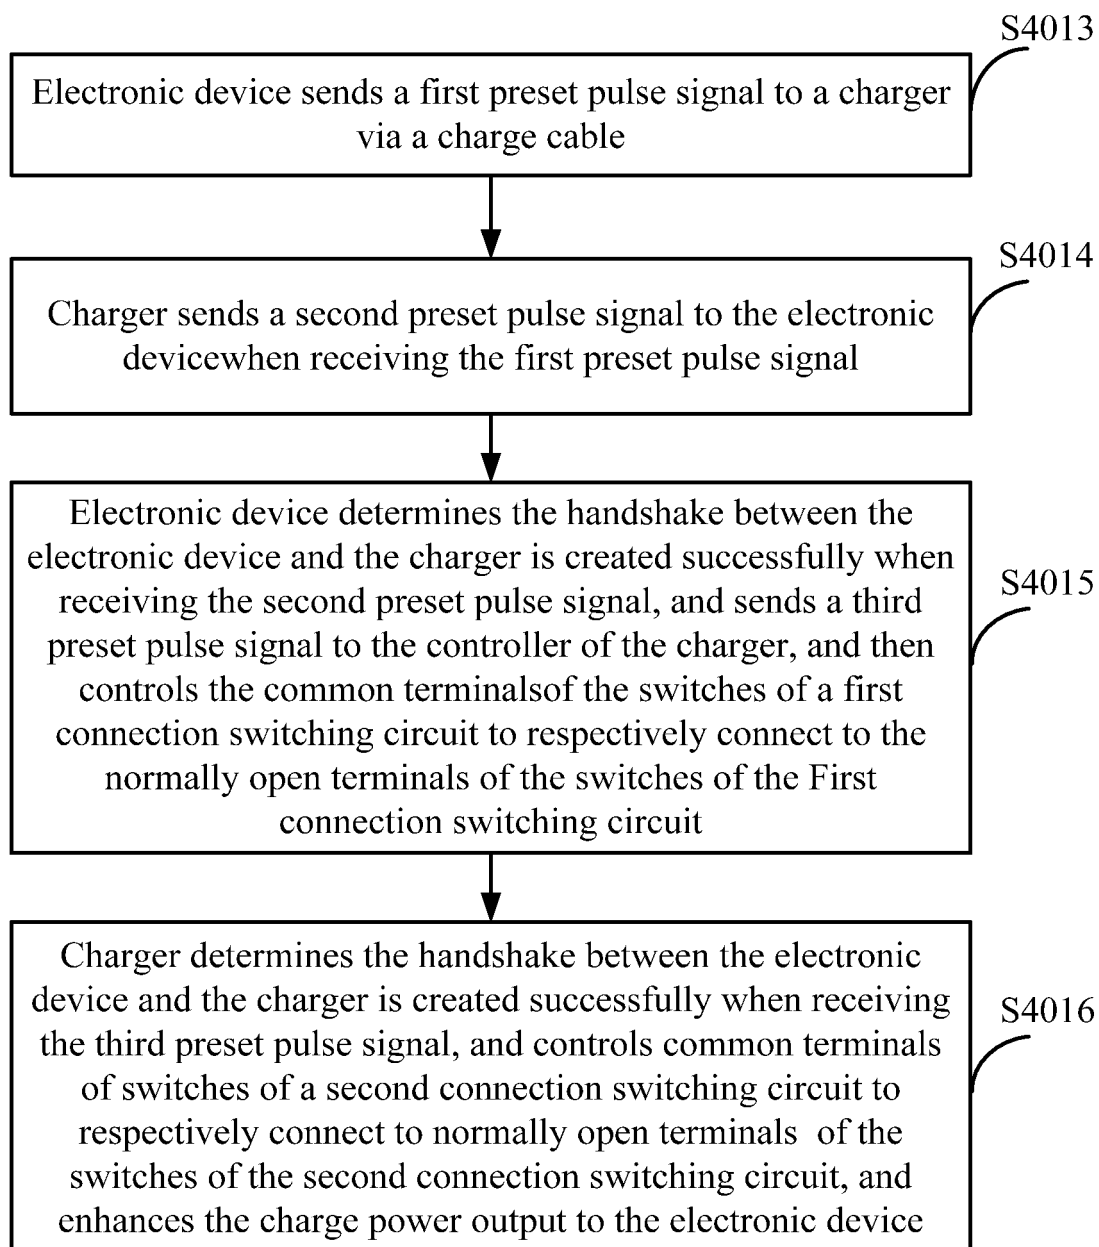 S4013
Electronic device sends a first preset pulse signal to a charger
via a charge cable
S4014
Charger sends a second preset pulse signal to the electronic
devicewhen receiving the first preset pulse signal
Electronic device determines the handshake between the
electronic device and the charger is created successfully when
receiving the second preset pulse signal, and sends a third
preset pulse signal to the controller of the charger, and then
controls the common terminalsof the switches of a first
connection switching circuit to respectively connect to the
normally open terminals of the switches of the First
connection switching circuit
S4015
Charger determines the handshake between the electronic
device and the charger is created successfully when receiving
the third preset pulse signal, and controls common terminals
of switches of a second connection switching circuit to
respectively connect to normally open terminals  of the
switches of the second connection switching circuit, and
enhances the charge power output to the electronic device
S4016